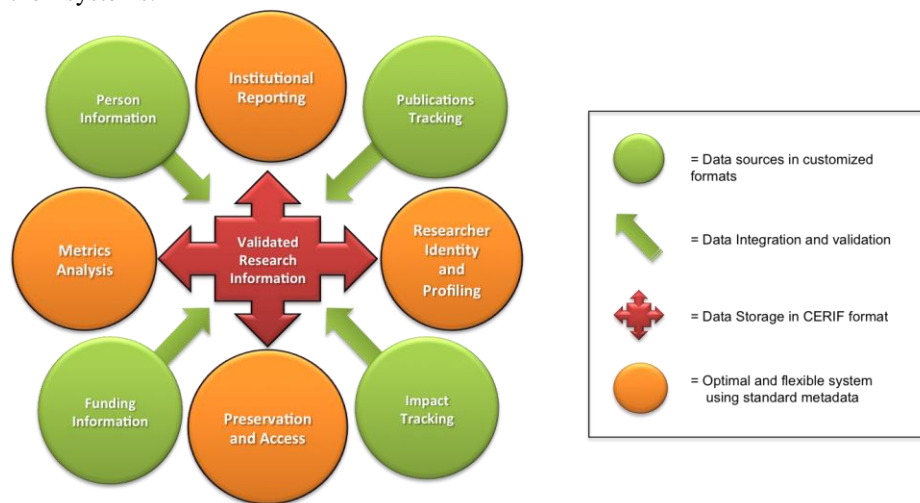 Institutional
Reporting
Person
Information
Publications
Tracking
Metrics
Analysis
Validated
Research
Information
Researcher
Identity
and
Profiling
Funding
Information
Preservation
and Access
Impact
Tracking
= Data sources in customized
formats
= Data Integration and validation
= Data Storage in CERIF format
= Optimal and flexible system
using standard metadata